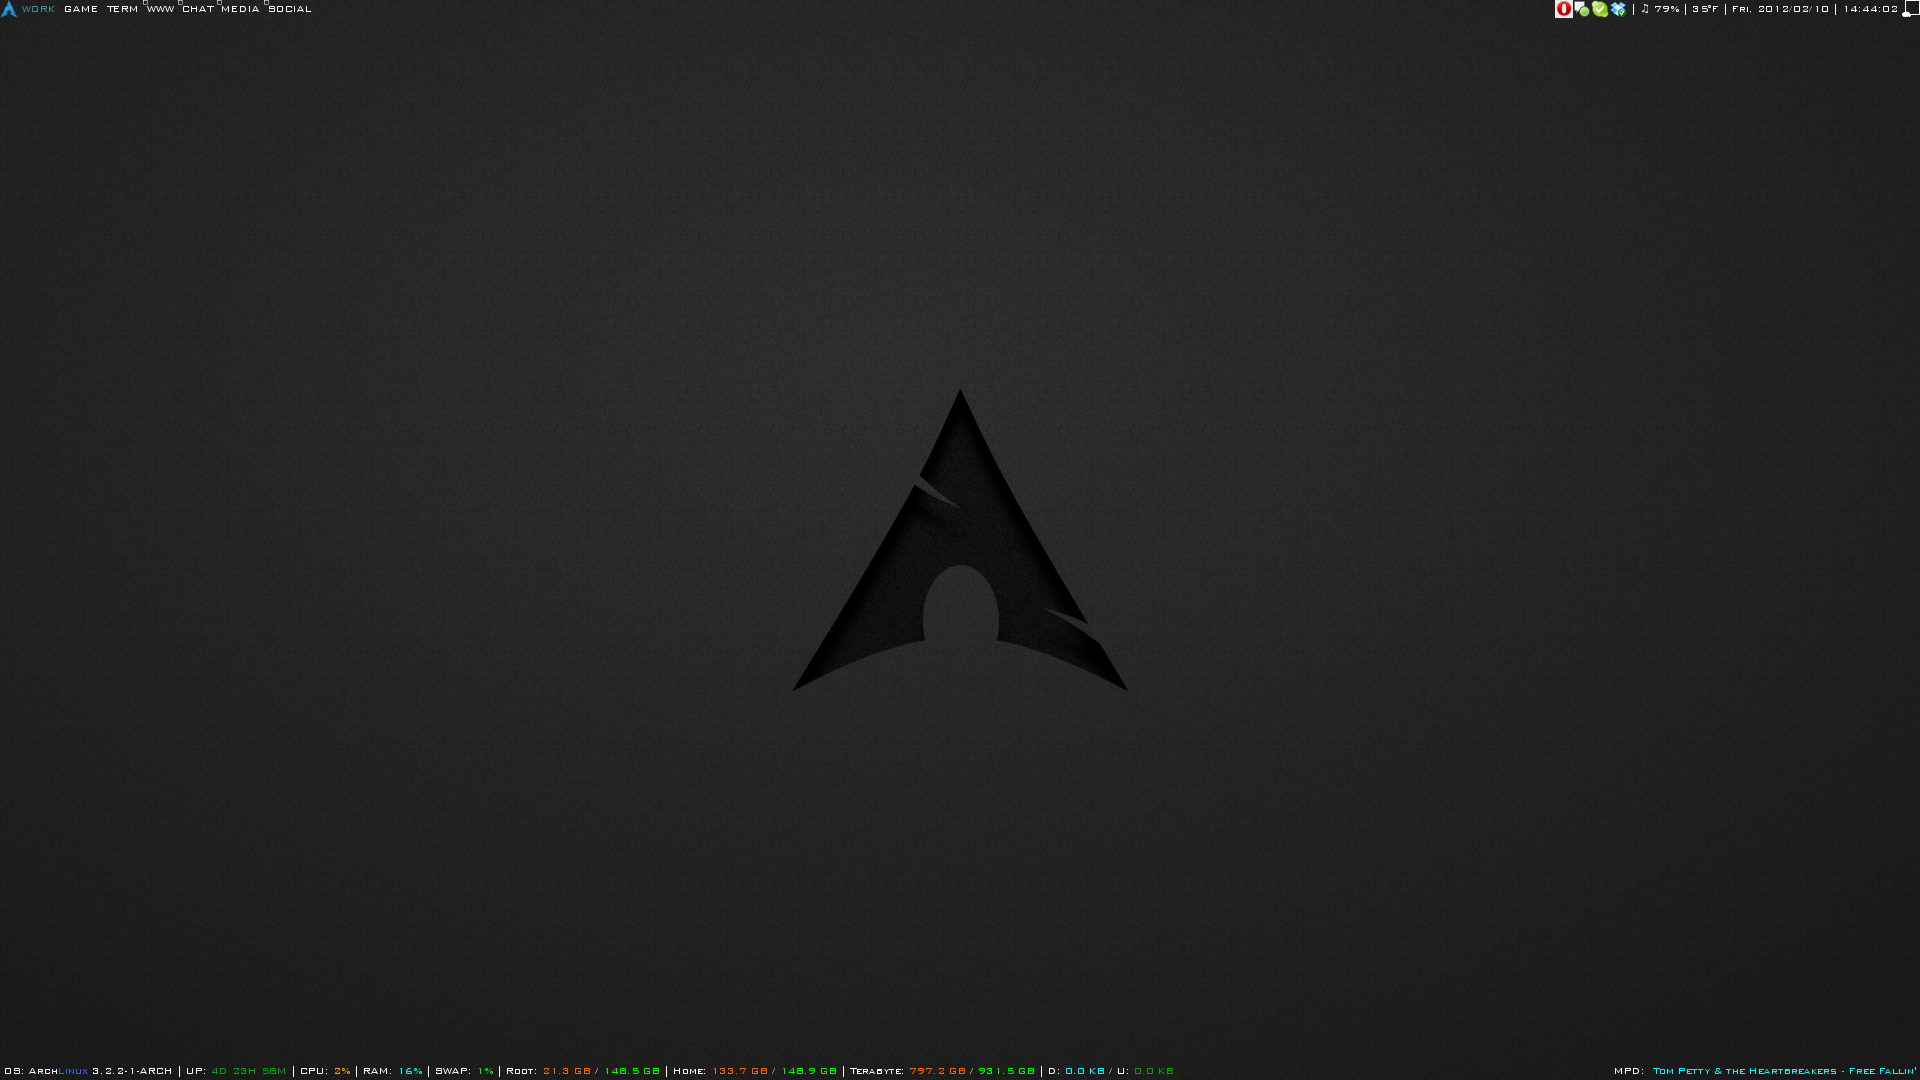 WORK GAME TERM WWW CHAT MEDIA SOCIAL
| ♫ 79% | 35°F | Fri, 2012/02/10 | 14:44:02
OS: ArchLinux 3.2.2-1-ARCH | UP: 4D 23H 58M | CPU: 2% | RAM: 16% | SWAP: 1% | Root: 21.3 GB / 148.5 GB | Home: 133.7 GB / 148.9 GB | Terabyte: 797.2 GB / 931.5 GB | D: 0.0 KB / U: 0.0 KB
MPD: Tom Petty & the Heartbreakers - Free Fallin'